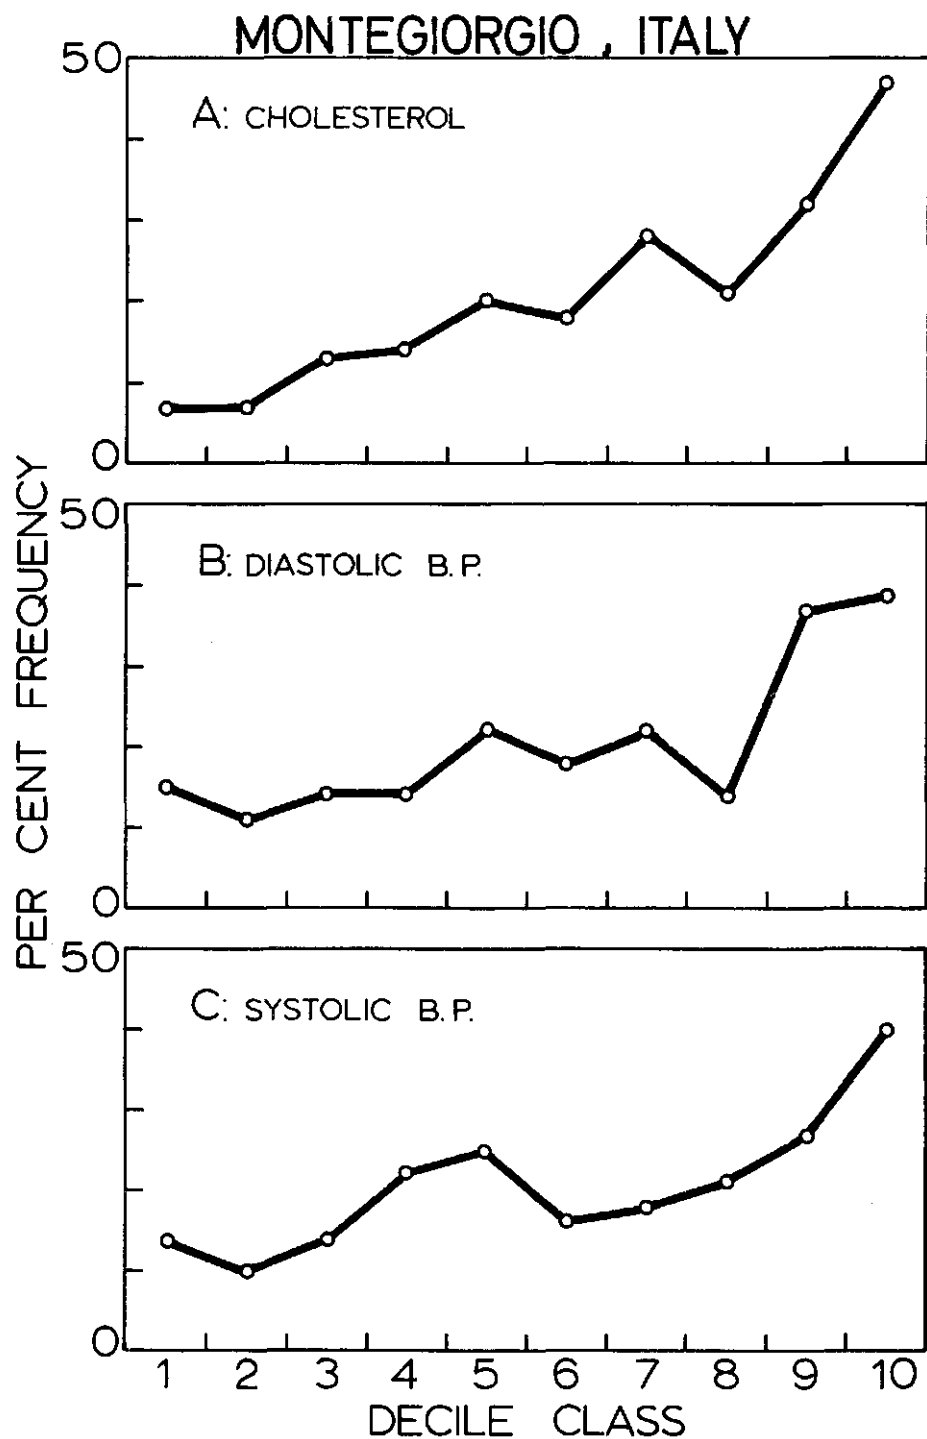 MONTEGIORGIO, ITALY
50
A: CHOLESTEROL
0
50
B: DIASTOLIC B.P.
0
50
C: SYSTOLIC B.P.
0
PER CENT FREQUENCY
1 2 3 4 5 6 7 8 9 10
DECILE CLASS